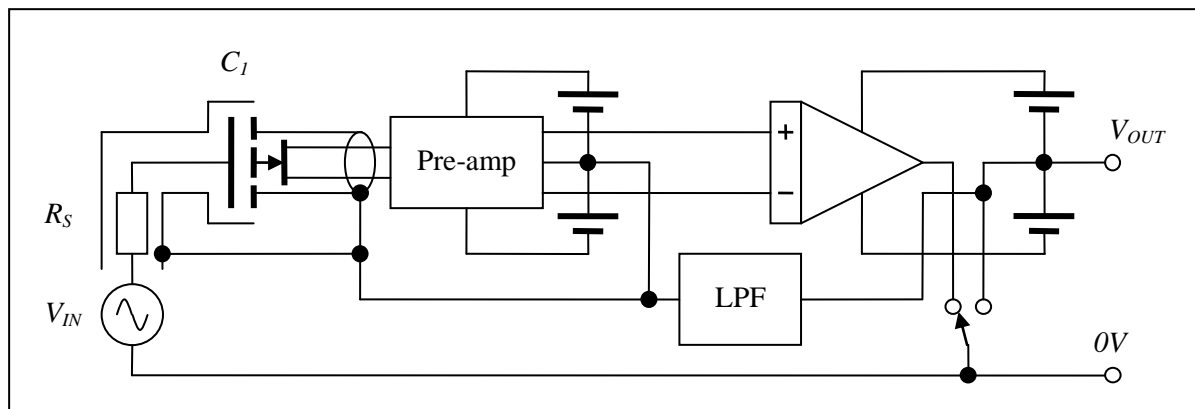 C1
VOUT
+
Pre-amp
−
RS
LPF
VIN
0V